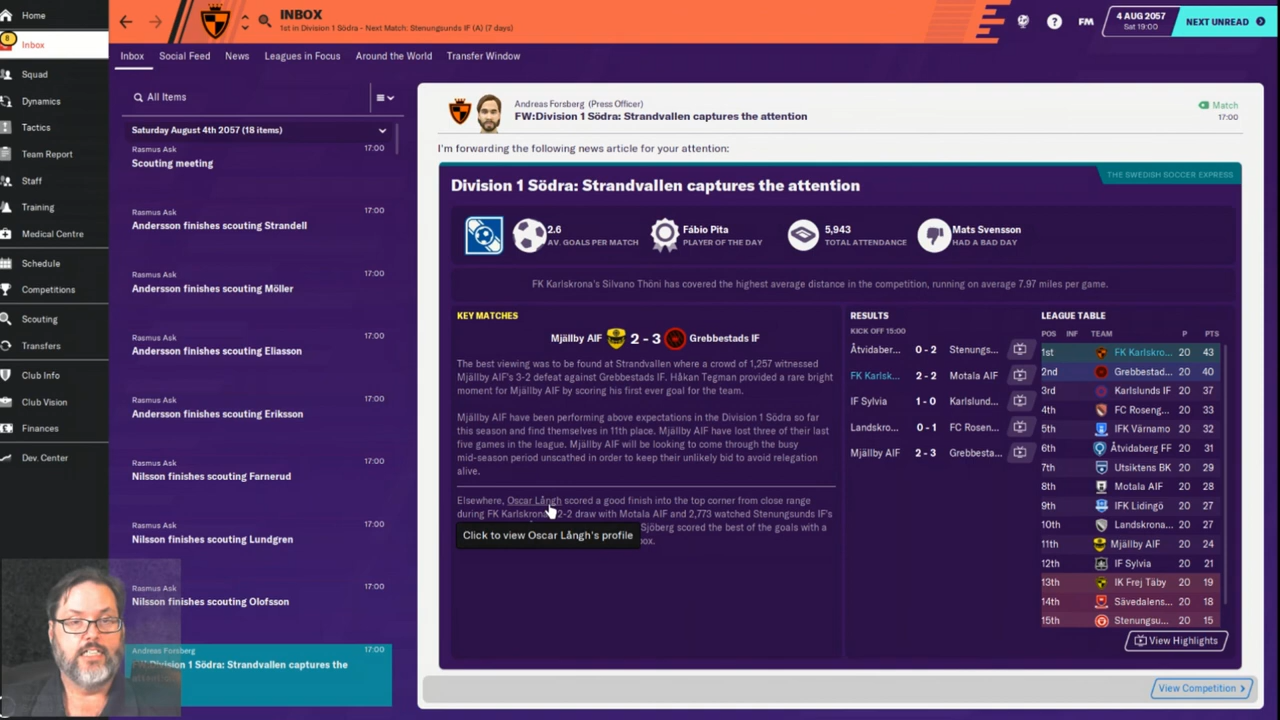 Home
INBOX
1st in Division 1 Södra - Next Match: Stenungsunds IF (A) (7 days)
FM
4 AUG 2057
Sat 19:00
NEXT UNREAD
8
Inbox
Squad
Dynamics
Tactics
Team Report
Staff
Training
Medical Centre
Schedule
Competitions
Scouting
Transfers
Club Info
Club Vision
Finances
Dev. Center
Inbox
Social Feed
News
Leagues in Focus
Around the World
Transfer Window
All Items
Saturday August 4th 2057 (18 items)
Rasmus Ask 17:00
Scouting meeting
Rasmus Ask 17:00
Andersson finishes scouting Strandell
Rasmus Ask 17:00
Andersson finishes scouting Möller
Rasmus Ask 17:00
Andersson finishes scouting Eliasson
Rasmus Ask 17:00
Andersson finishes scouting Eriksson
Rasmus Ask 17:00
Nilsson finishes scouting Farnerud
Rasmus Ask 17:00
Nilsson finishes scouting Lundgren
Rasmus Ask 17:00
Nilsson finishes scouting Olofsson
Andreas Forsberg 17:00
Division 1 Södra: Strandvallen captures the
Andreas Forsberg (Press Officer)
FW:Division 1 Södra: Strandvallen captures the attention
Match
17:00
I'm forwarding the following news article for your attention:
THE SWEDISH SOCCER EXPRESS
Division 1 Södra: Strandvallen captures the attention
2.6
AV. GOALS PER MATCH
Fábio Pita
PLAYER OF THE DAY
5,943
TOTAL ATTENDANCE
Mats Svensson
HAD A BAD DAY
FK Karlskrona's Silvano Thöni has covered the highest average distance in the competition, running on average 7.97 miles per game.
KEY MATCHES
Mjällby AIF 2 - 3 Grebbestads IF
The best viewing was to be found at Strandvallen where a crowd of 1,257 witnessed
Mjällby AIF's 3-2 defeat against Grebbestads IF. Håkan Tegman provided a rare bright
moment for Mjällby AIF by scoring his first ever goal for the team.
Mjällby AIF have been performing above expectations in the Division 1 Södra so far
this season and find themselves in 11th place. Mjällby AIF have lost three of their last
five games in the league. Mjällby AIF will be looking to come through the busy
mid-season period unscathed in order to keep their unlikely bid to avoid relegation
alive.
Elsewhere, Oscar Långh scored a good finish into the top corner from close range
during FK Karlskrona 2-2 draw with Motala AIF and 2,773 watched Stenungsunds IF's
Sjöberg scored the best of the goals with a
box.
Click to view Oscar Långh's profile
RESULTS
KICK OFF 15:00
Åtvidaber... 0 - 2 Stenungs...
FK Karlsk... 2 - 2 Motala AIF
IF Sylvia 1 - 0 Karlslund...
Landskro... 0 - 1 FC Rosen...
Mjällby AIF 2 - 3 Grebbesta...
LEAGUE TABLE
POS INF TEAM P PTS
1st FK Karlskro... 20 43
2nd Grebbestad... 20 40
3rd Karlslunds IF 20 37
4th FC Roseng... 20 33
5th IFK Värnamo 20 32
6th Åtvidaberg FF 20 31
7th Utsiktens BK 20 29
8th Motala AIF 20 28
9th IFK Lidingö 20 27
10th Landskrona... 20 27
11th Mjällby AIF 20 24
12th IF Sylvia 20 21
13th IK Frej Täby 20 19
14th Sävedalens... 20 18
15th Stenungsu... 20 15
View Highlights
View Competition